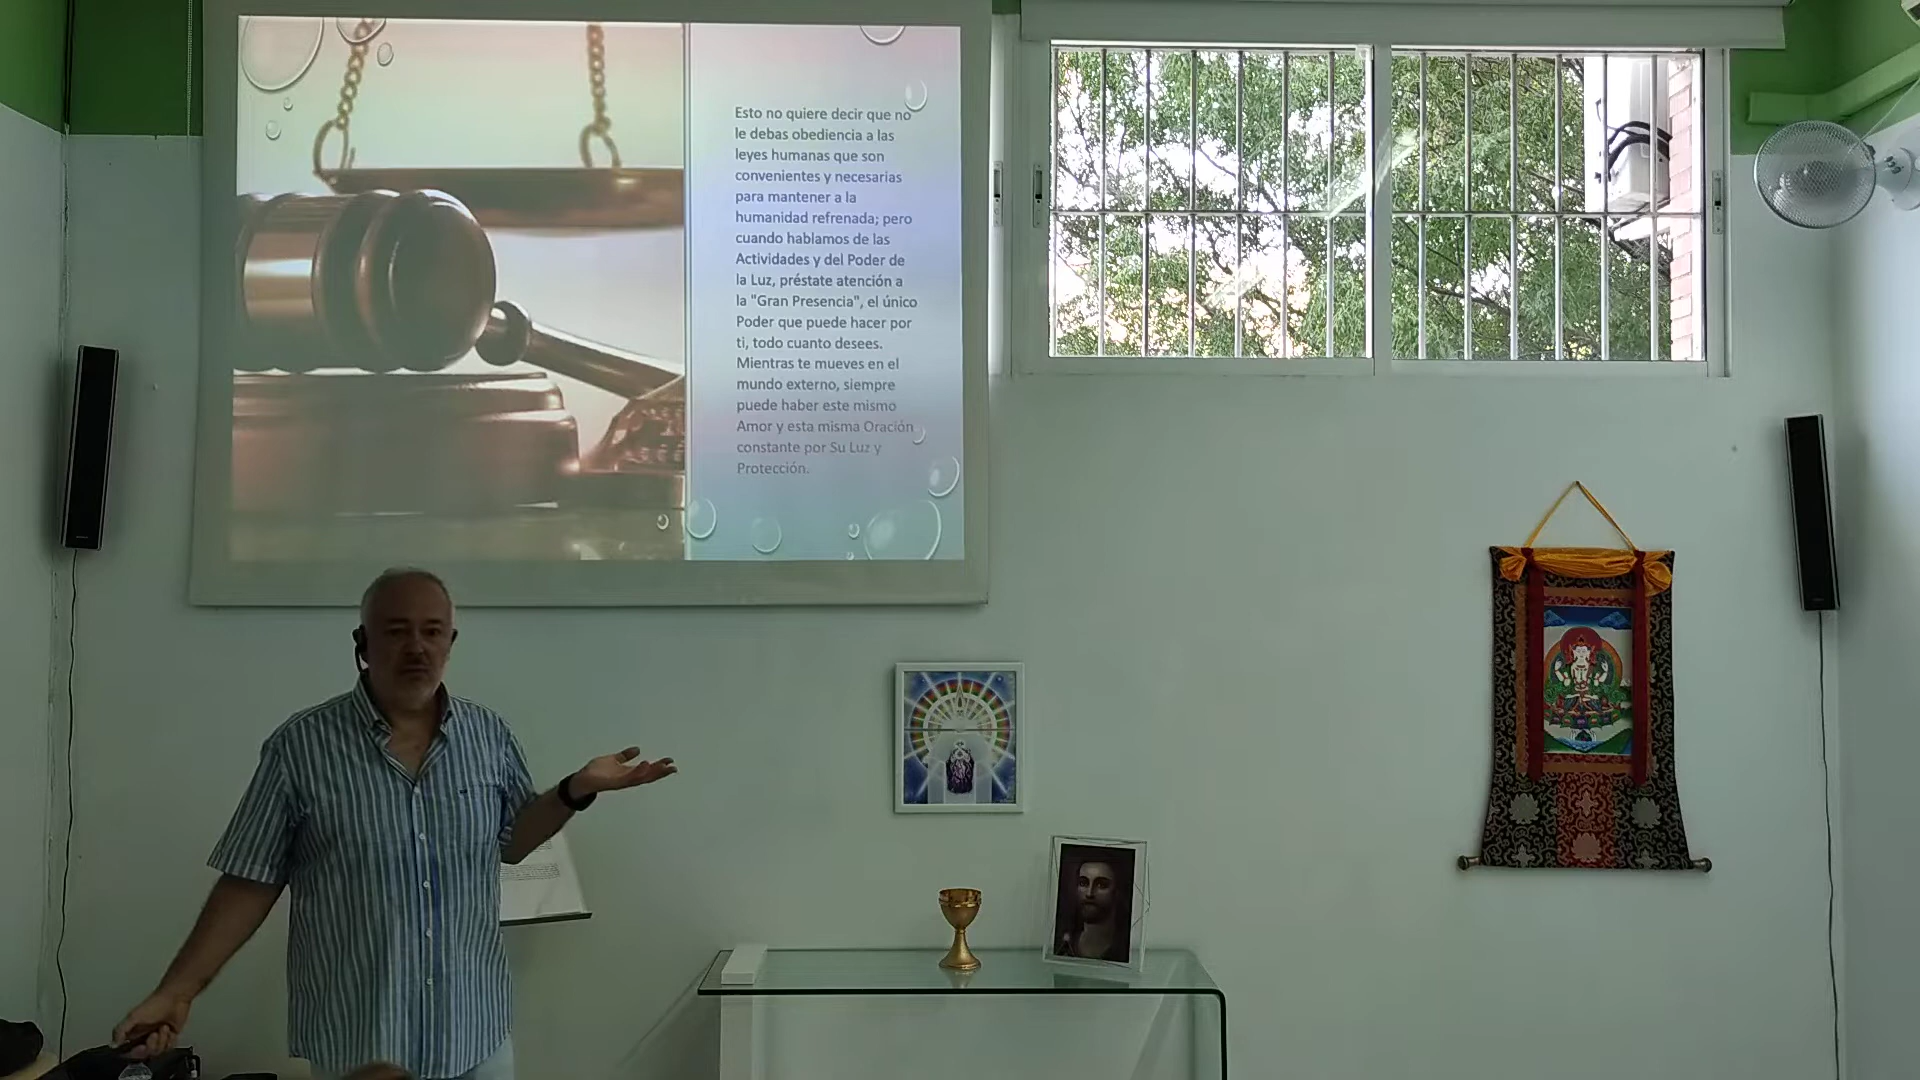 Esto no quiere decir que no
le debas obediencia a las
leyes humanas que son
convenientes y necesarias
para mantener a la
humanidad refrenada; pero
cuando hablamos de las
Actividades y del Poder de
la Luz, préstate atención a
la "Gran Presencia", el único
Poder que puede hacer por
ti, todo cuanto desees.
Mientras te mueves en el
mundo externo, siempre
puede haber este mismo
Amor y esta misma Oración
constante por Su Luz y
Protección.